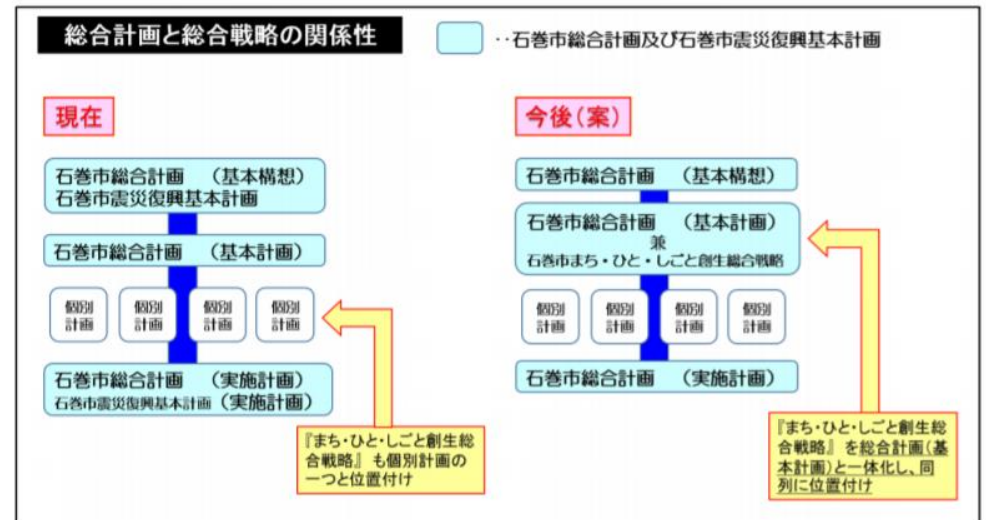 総合計画と総合戦略の関係性
‥石巻市総合計画及び石巻市震災復興基本計画
現在
石巻市総合計画 (基本構想)
石巻市震災復興基本計画
石巻市総合計画 (基本計画)
個別
計画
個別
計画
個別
計画
個別
計画
石巻市総合計画 (実施計画)
石巻市震災復興基本計画 (実施計画)
『まち・ひと・しごと創生総
合戦略』も個別計画の
一つと位置付け
今後(案)
石巻市総合計画 (基本構想)
石巻市総合計画 (基本計画)
兼
石巻市まち・ひと・しごと創生総合戦略
個別
計画
個別
計画
個別
計画
個別
計画
石巻市総合計画 (実施計画)
『まち・ひと・しごと創生総
合戦略』を総合計画(基
本計画)と一体化し、同
列に位置付け